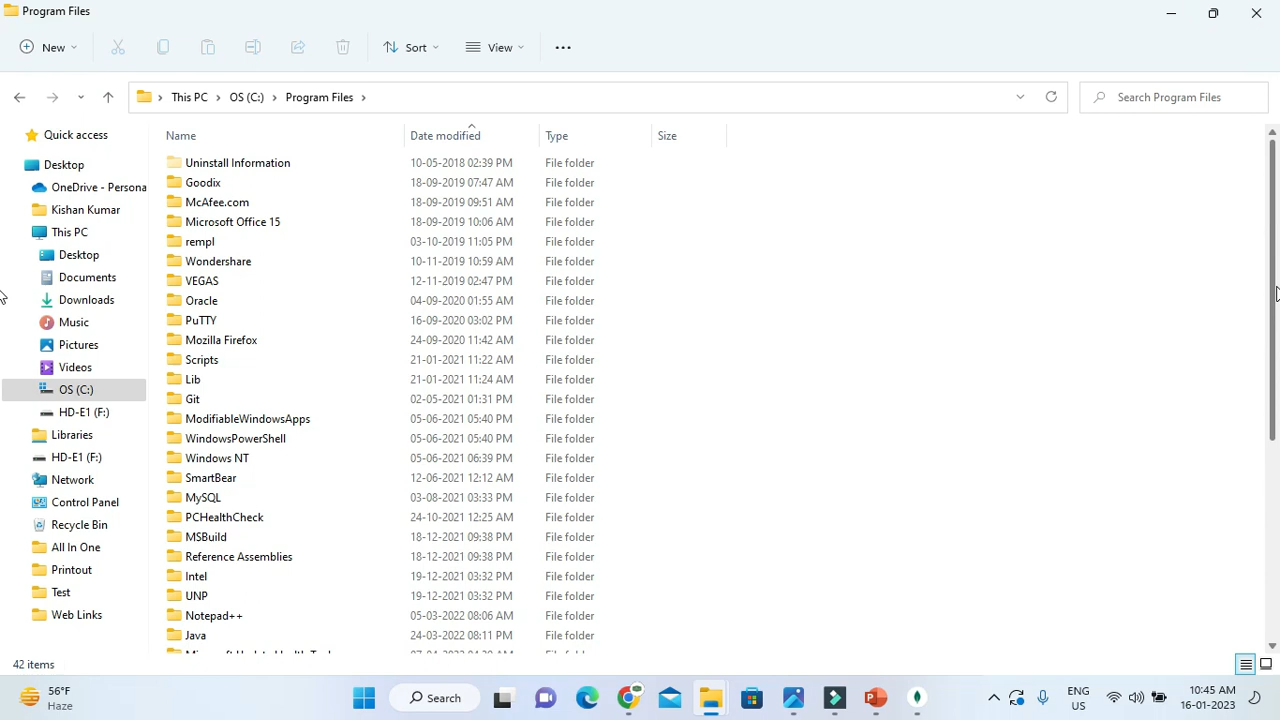 Program Files
New
Sort
View
This PC
OS (C:)
Program Files
Search Program Files
Quick access
Desktop
OneDrive - Persona
Kishan Kumar
This PC
Desktop
Documents
Downloads
Music
Pictures
Videos
OS (C:)
HD-E1 (F:)
Libraries
HD-E1 (F:)
Network
Control Panel
Recycle Bin
All In One
Printout
Test
Web Links
Name Date modified Type Size
Uninstall Information 10-05-2018 02:39 PM File folder
Goodix 18-09-2019 07:47 AM File folder
McAfee.com 18-09-2019 09:51 AM File folder
Microsoft Office 15 18-09-2019 10:06 AM File folder
rempl 03-10-2019 11:05 PM File folder
Wondershare 10-11-2019 10:59 AM File folder
VEGAS 12-11-2019 02:47 PM File folder
Oracle 04-09-2020 01:55 AM File folder
PuTTY 16-09-2020 03:02 PM File folder
Mozilla Firefox 24-09-2020 11:42 AM File folder
Scripts 21-01-2021 11:22 AM File folder
Lib 21-01-2021 11:24 AM File folder
Git 02-05-2021 01:31 PM File folder
ModifiableWindowsApps 05-06-2021 05:40 PM File folder
WindowsPowerShell 05-06-2021 05:40 PM File folder
Windows NT 05-06-2021 06:39 PM File folder
SmartBear 12-06-2021 12:12 AM File folder
MySQL 03-08-2021 03:33 PM File folder
PCHealthCheck 24-10-2021 12:25 AM File folder
MSBuild 18-12-2021 09:38 PM File folder
Reference Assemblies 18-12-2021 09:38 PM File folder
Intel 19-12-2021 03:32 PM File folder
UNP 19-12-2021 03:32 PM File folder
Notepad++ 05-03-2022 08:06 AM File folder
Java 24-03-2022 08:11 PM File folder
42 items
56°F
Haze
Search
ENG
US
10:45 AM
16-01-2023